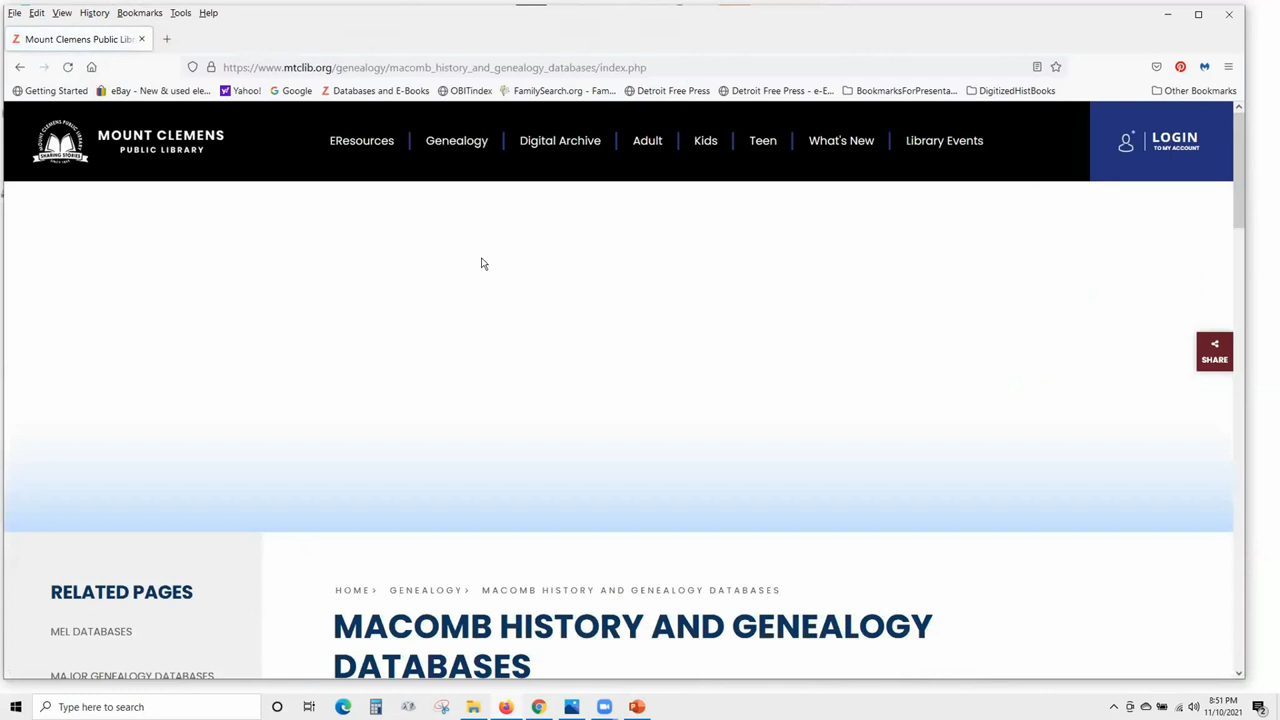 File Edit View History Bookmarks Tools Help
Mount Clemens Public Libr
https://www.mtclib.org/genealogy/macomb_history_and_genealogy_databases/index.php
Getting Started eBay - New & used ele... Yahoo! Google Databases and E-Books OBITindex FamilySearch.org - Fam... Detroit Free Press Detroit Free Press - e-E... BookmarksForPresenta... DigitizedHistBooks Other Bookmarks
MOUNT CLEMENS
PUBLIC LIBRARY
EResources Genealogy Digital Archive Adult Kids Teen What's New Library Events
LOGIN
TO MY ACCOUNT
SHARE
RELATED PAGES
MEL DATABASES
MAJOR GENEALOGY DATABASES
HOME> GENEALOGY> MACOMB HISTORY AND GENEALOGY DATABASES
MACOMB HISTORY AND GENEALOGY
DATABASES
Type here to search
8:51 PM
11/10/2021